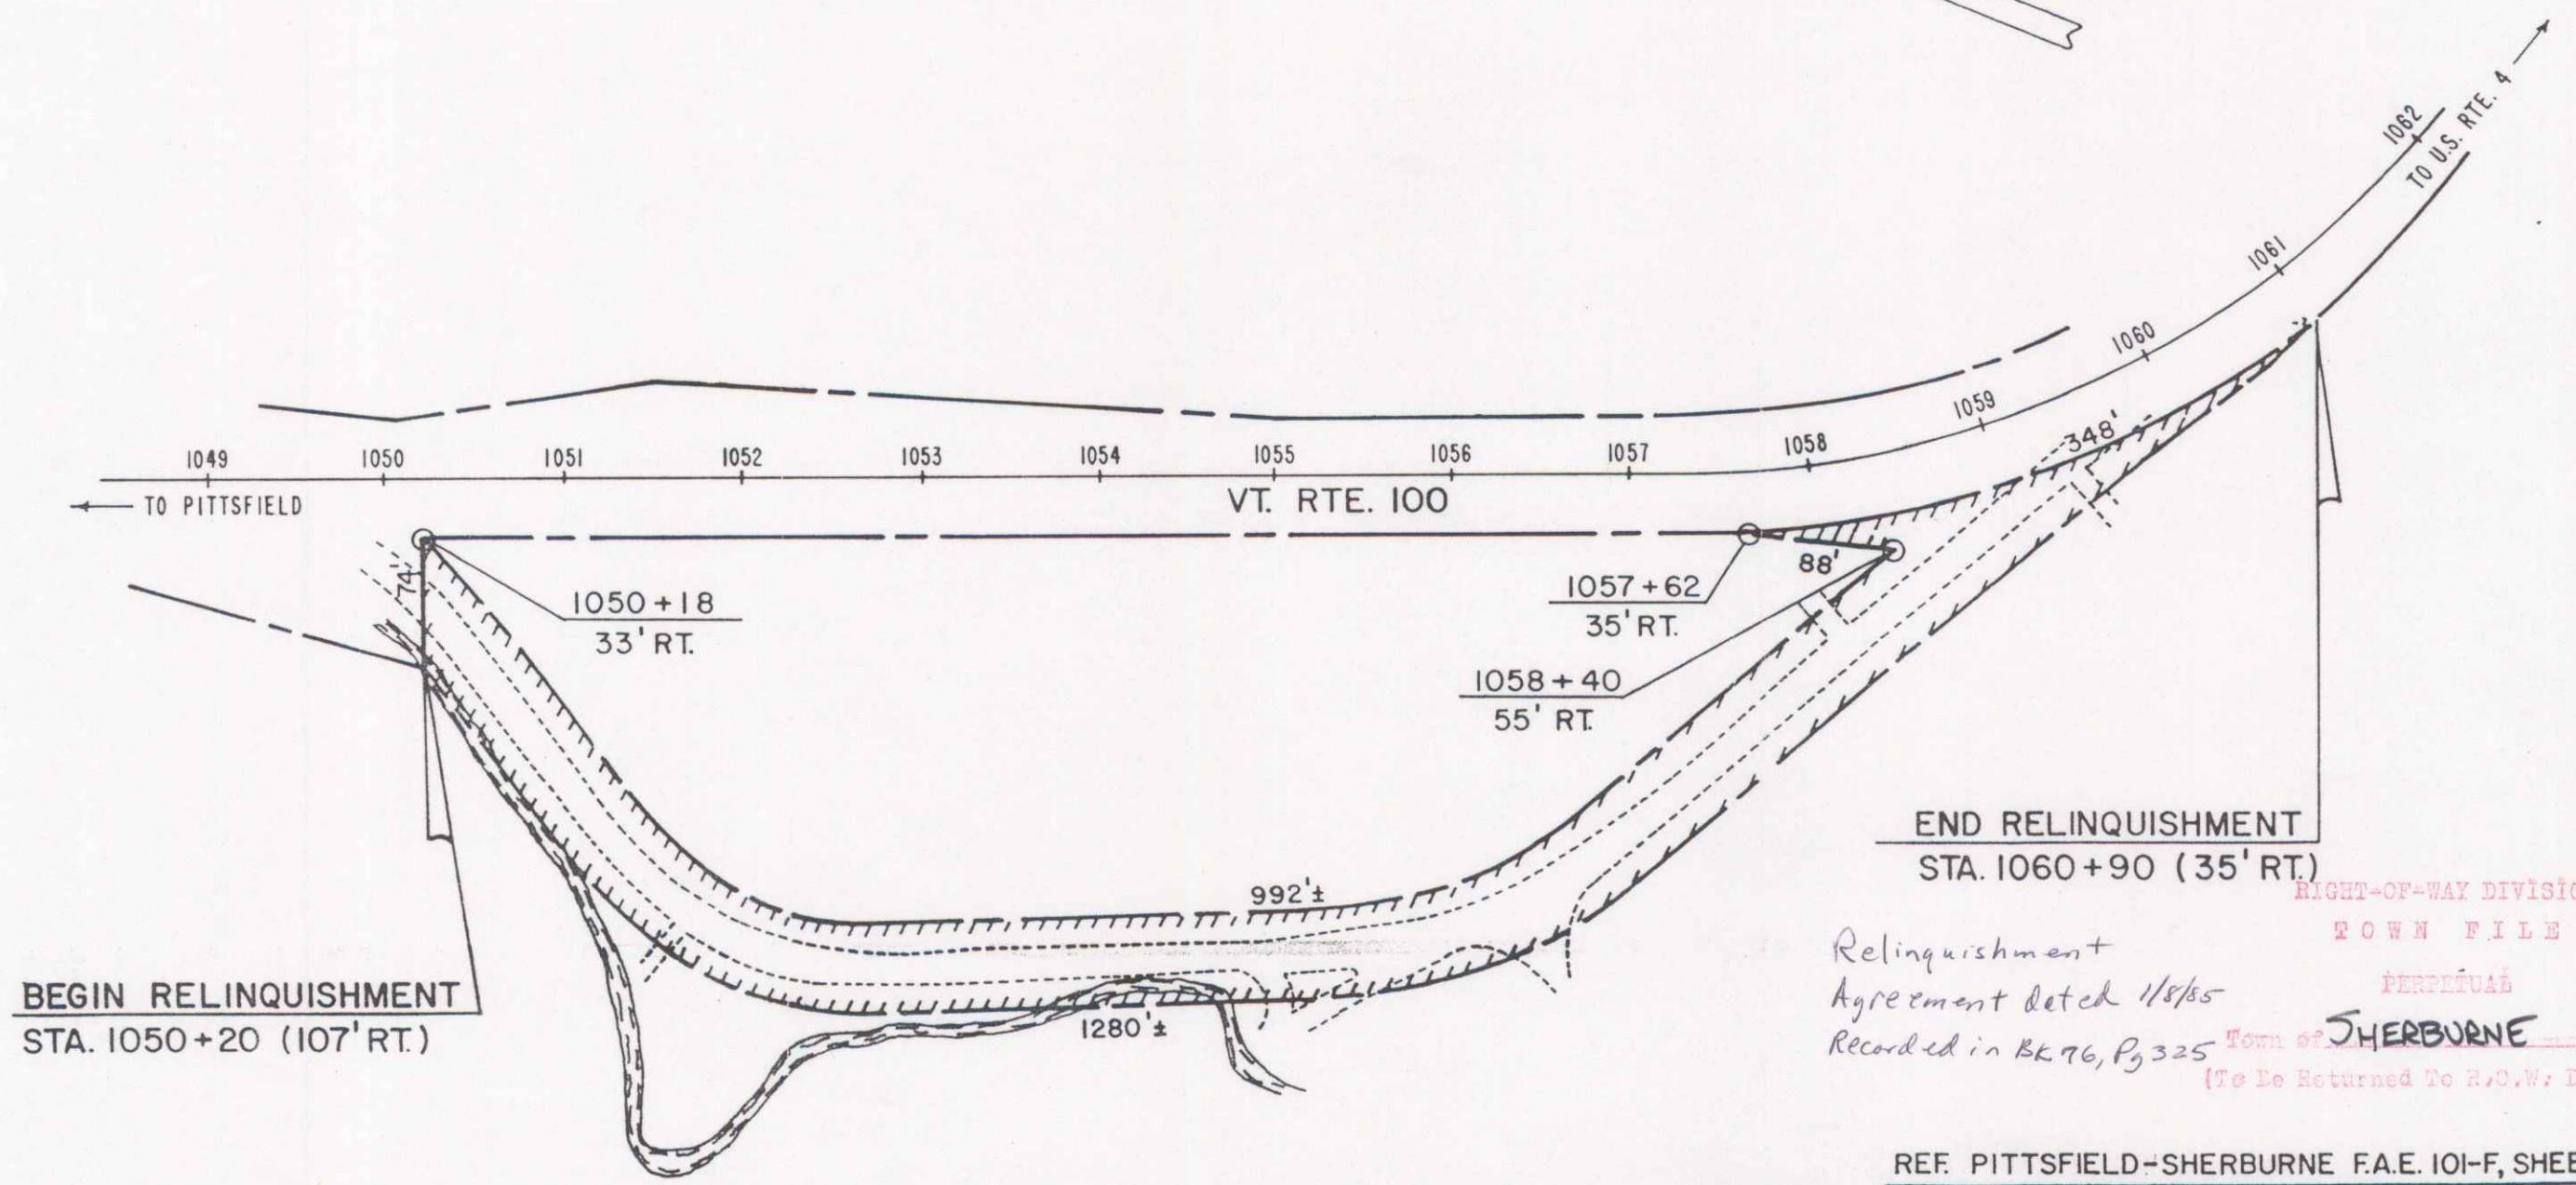 1062
TO U.S. RTE. 4
1061
1060
1059
348'
1049 1050 1051 1052 1053 1054 1055 1056 1057 1058
TO PITTSFIELD
VT. RTE. 100
74'
1050+18
33' RT.
1057+62
35' RT.
88'
1058+40
55' RT.
992'±
1280'±
BEGIN RELINQUISHMENT
STA. 1050+20 (107' RT.)
END RELINQUISHMENT
STA. 1060+90 (35' RT.)
RIGHT-OF-WAY DIVISIO
TOWN FILE
PERPETUAL
Town of SHERBURNE
(To Be Returned To R.O.W. D
Relinquishment
Agreement dated 1/8/85
Recorded in BK 76, Pg 325
REF. PITTSFIELD-SHERBURNE F.A.E. 101-F, SHEE